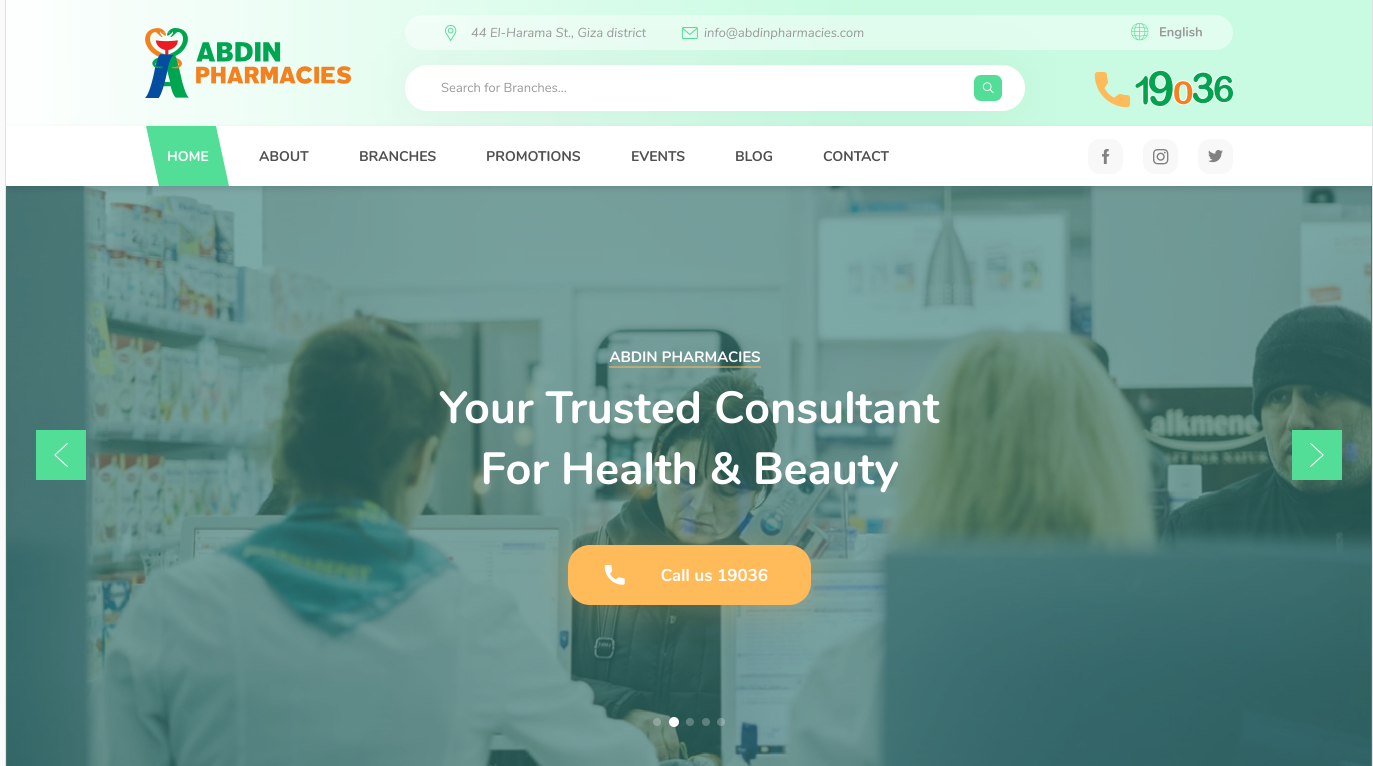 ABDIN
PHARMACIES
44 El-Harama St., Giza district
info@abdinpharmacies.com
English
Search for Branches...
19036
HOME
ABOUT
BRANCHES
PROMOTIONS
EVENTS
BLOG
CONTACT
ABDIN PHARMACIES
Your Trusted Consultant
For Health & Beauty
alkmene
Call us 19036